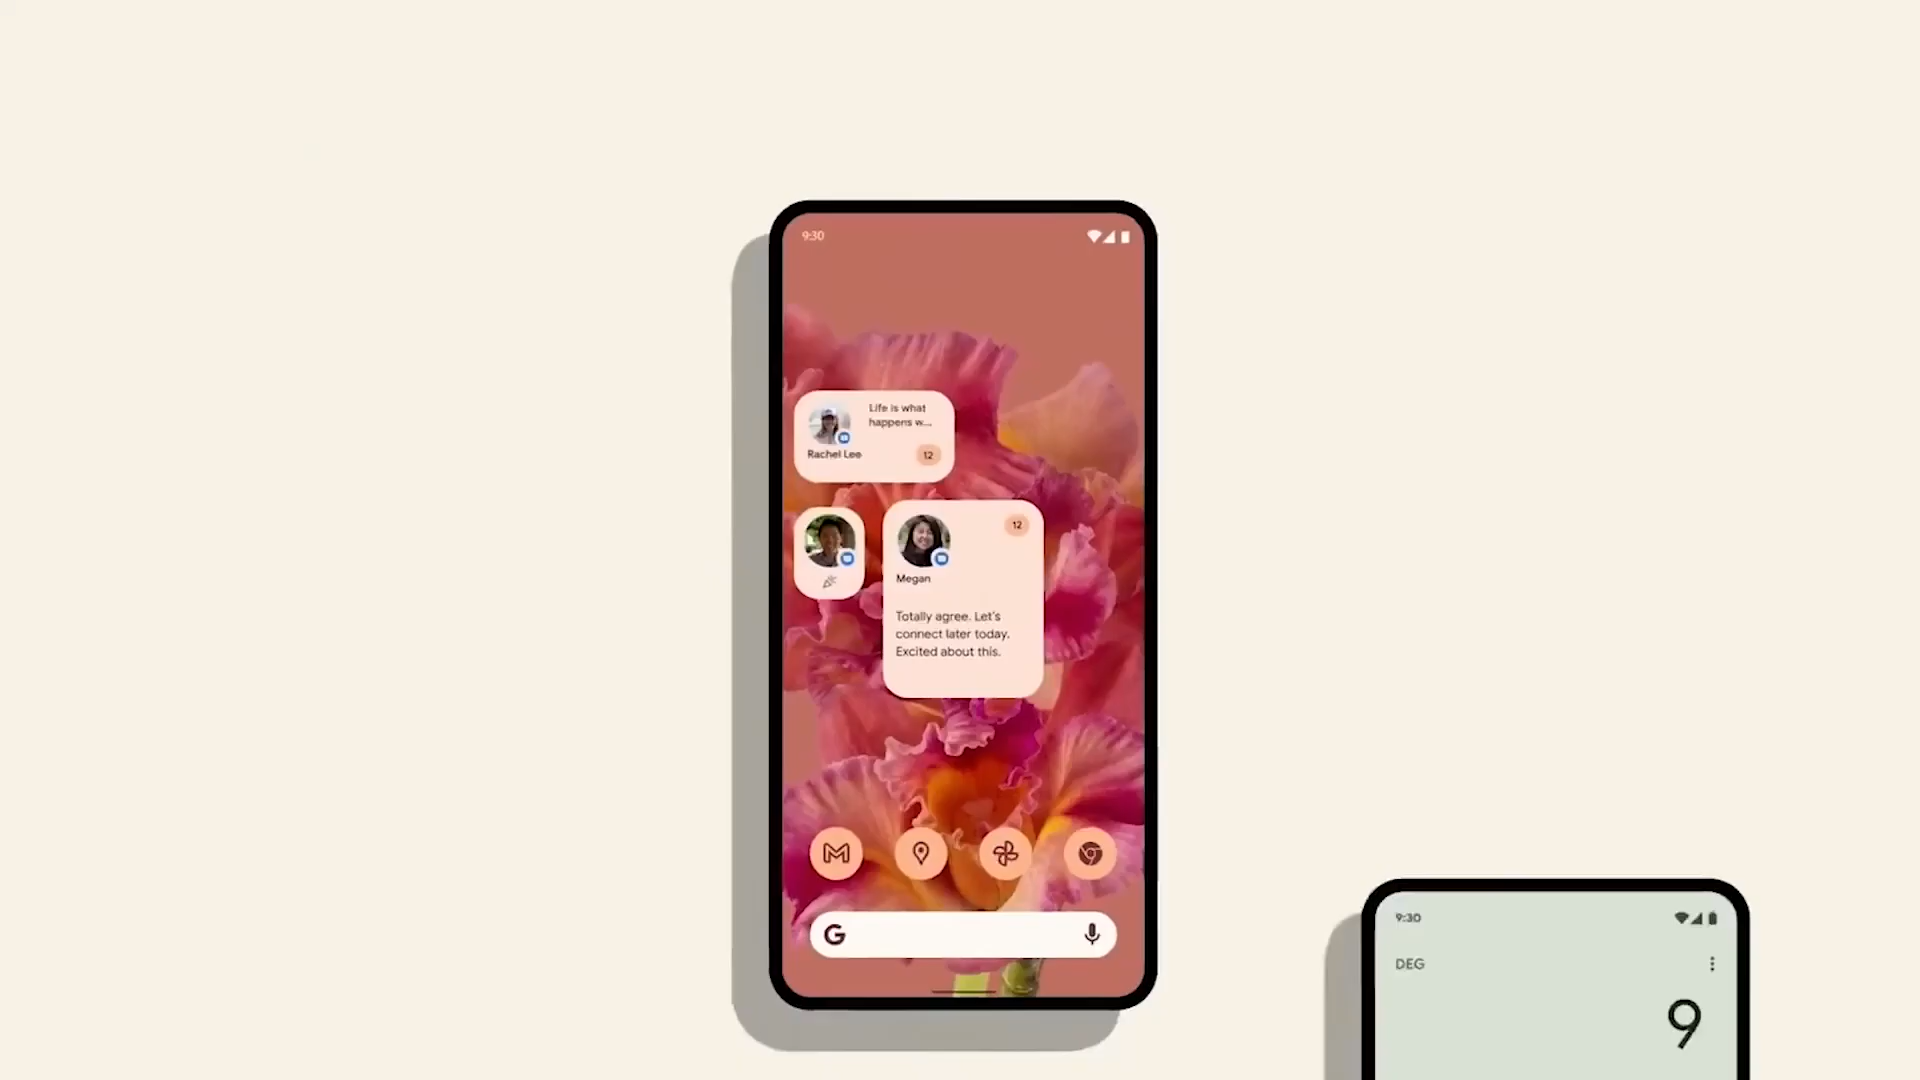 9:30
Life is what
happens w...
Rachel Lee
12
12
Megan
Totally agree. Let's
connect later today.
Excited about this.
G
9:30
DEG
9